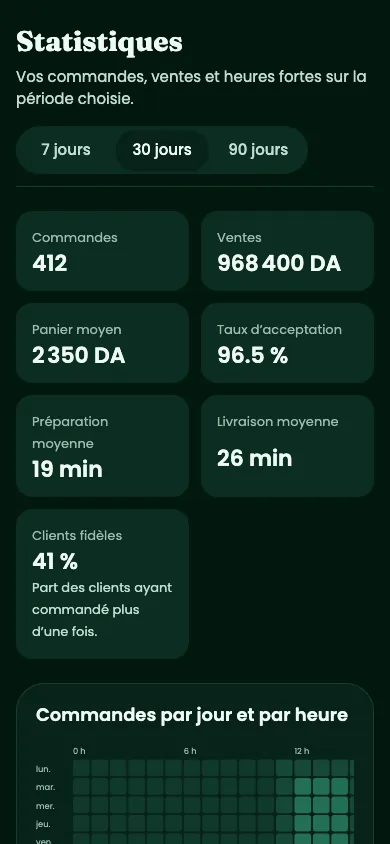 Statistiques
Vos commandes, ventes et heures fortes sur la
période choisie.
7 jours
30 jours
90 jours
Commandes
412
Ventes
968 400 DA
Panier moyen
2 350 DA
Taux d’acceptation
96.5 %
Préparation
moyenne
19 min
Livraison moyenne
26 min
Clients fidèles
41 %
Part des clients ayant
commandé plus
d’une fois.
Commandes par jour et par heure
0 h
6 h
12 h
lun.
mar.
mer.
jeu.
ven.